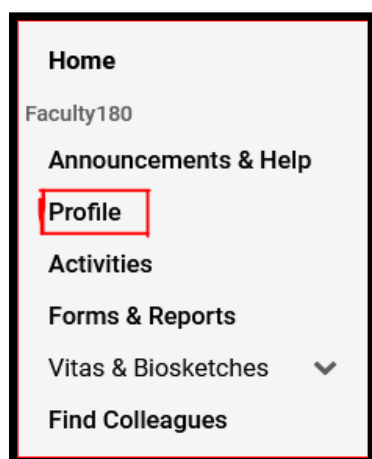 Home
Faculty180
Announcements & Help
Profile
Activities
Forms & Reports
Vitas & Biosketches
Find Colleagues